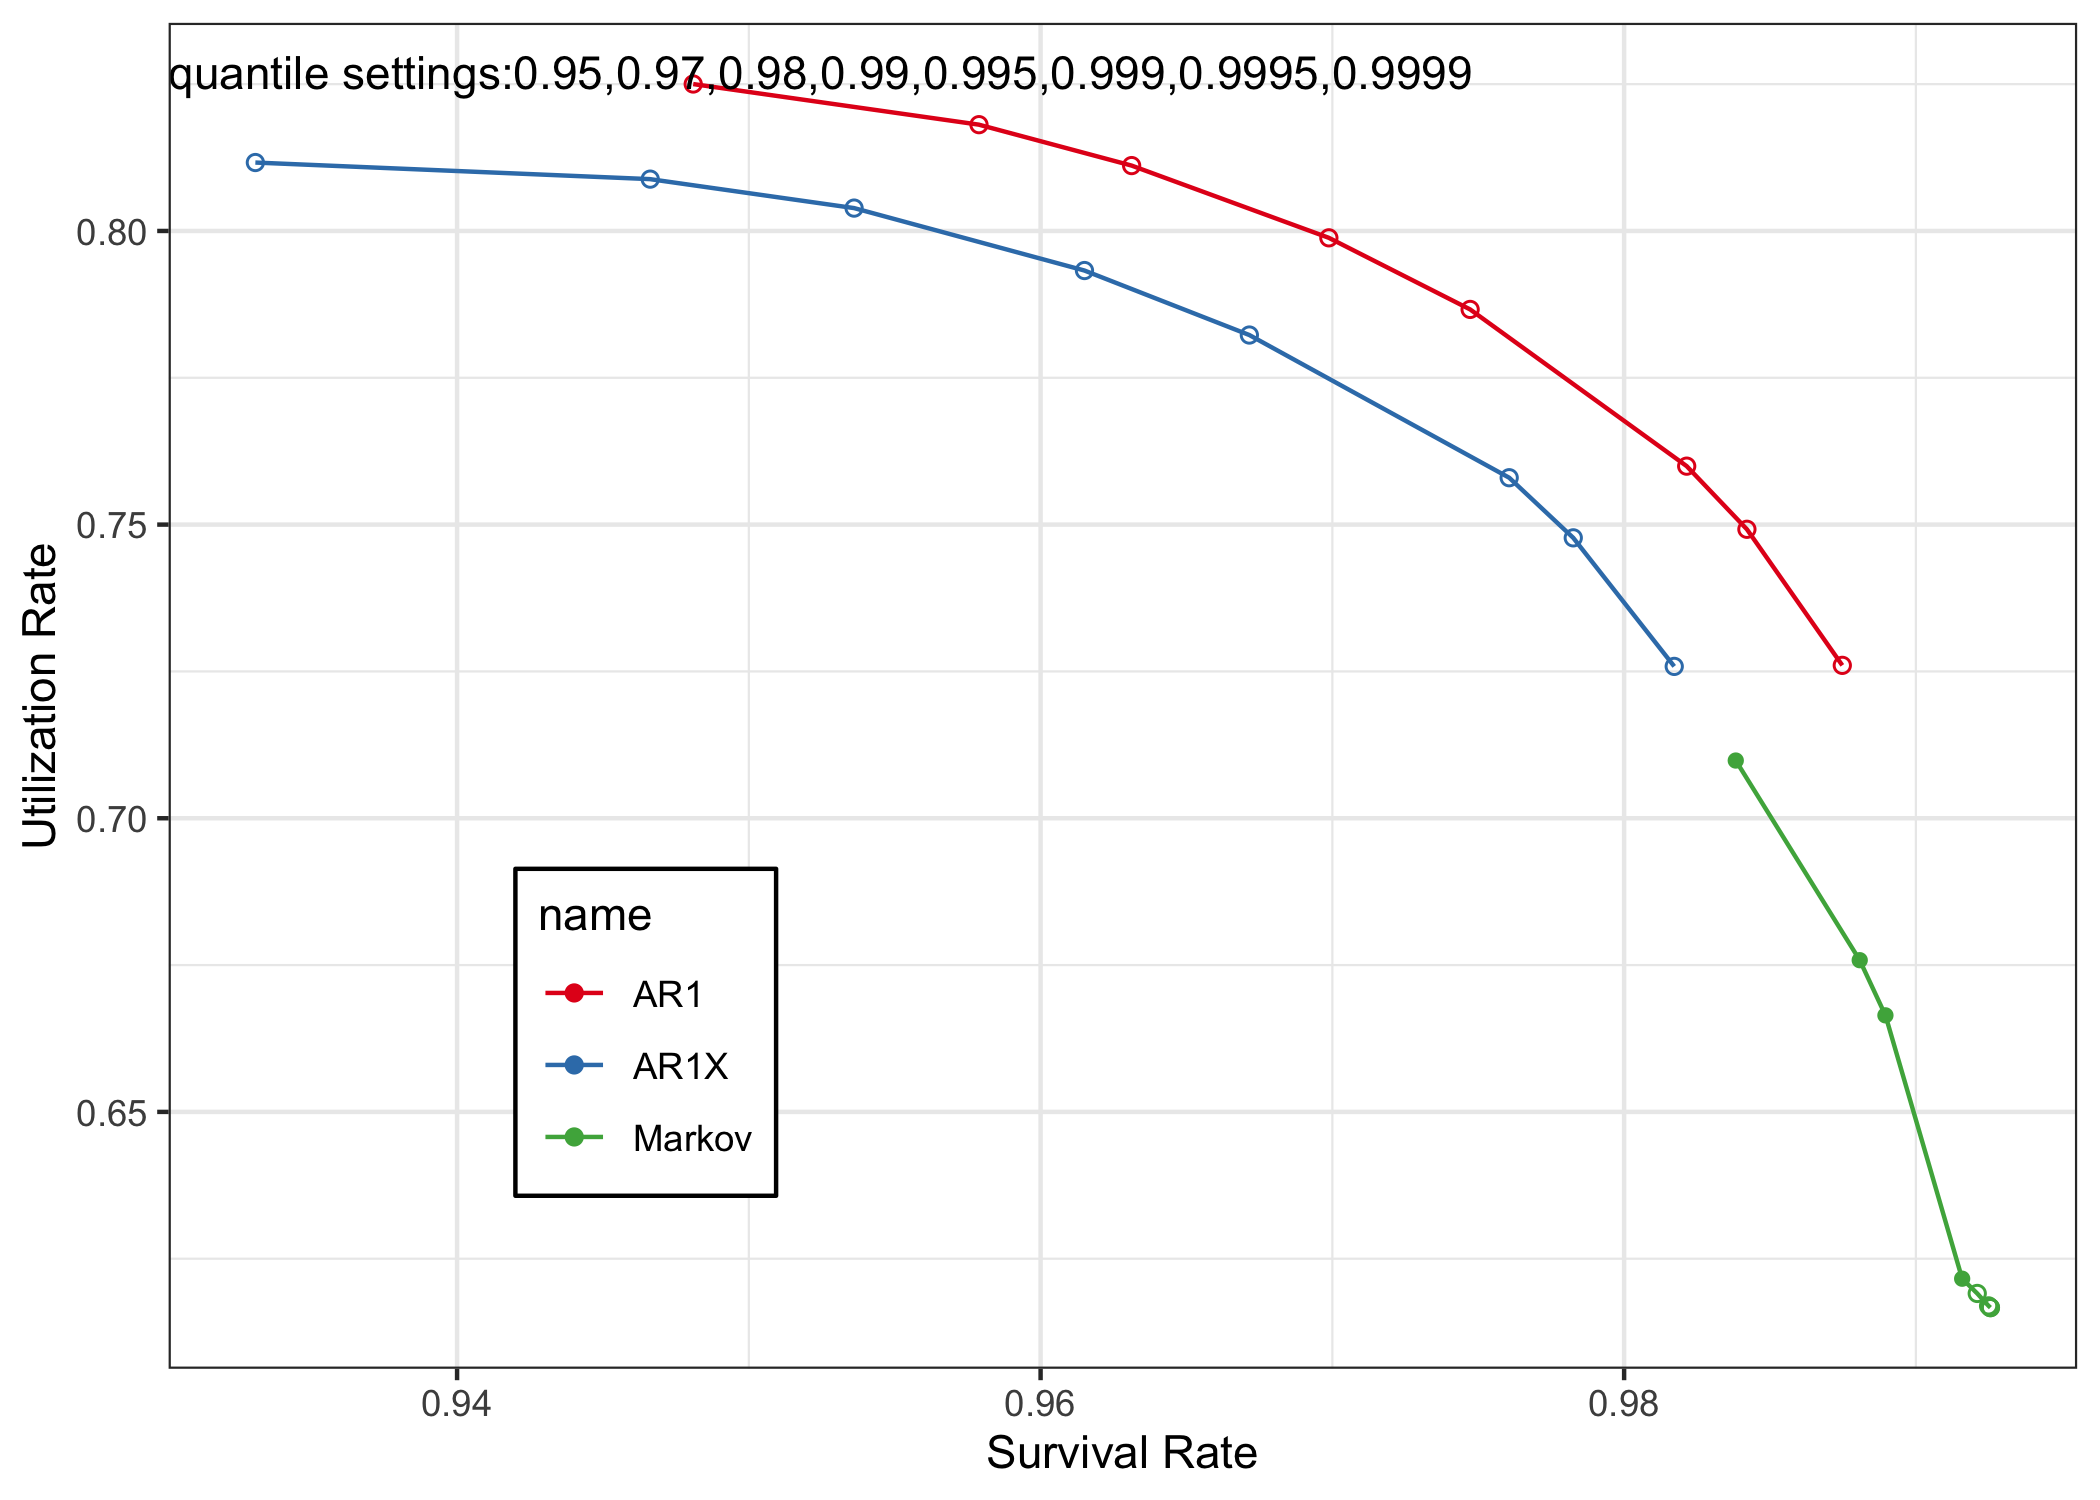 quantile settings:0.95,0.97,0.98,0.99,0.995,0.999,0.9995,0.9999
0.80
0.75
0.70
0.65
Utilization Rate
name
AR1
AR1X
Markov
0.94
0.96
0.98
Survival Rate